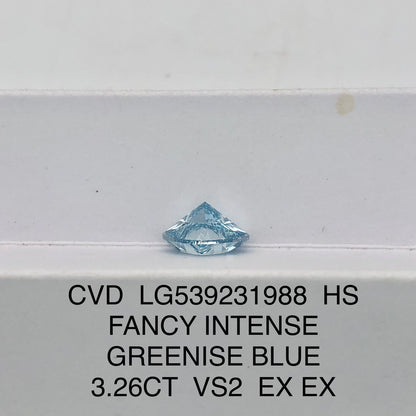 CVD LG539231988 HS
FANCY INTENSE
GREENISE BLUE
3.26CT VS2 EX EX